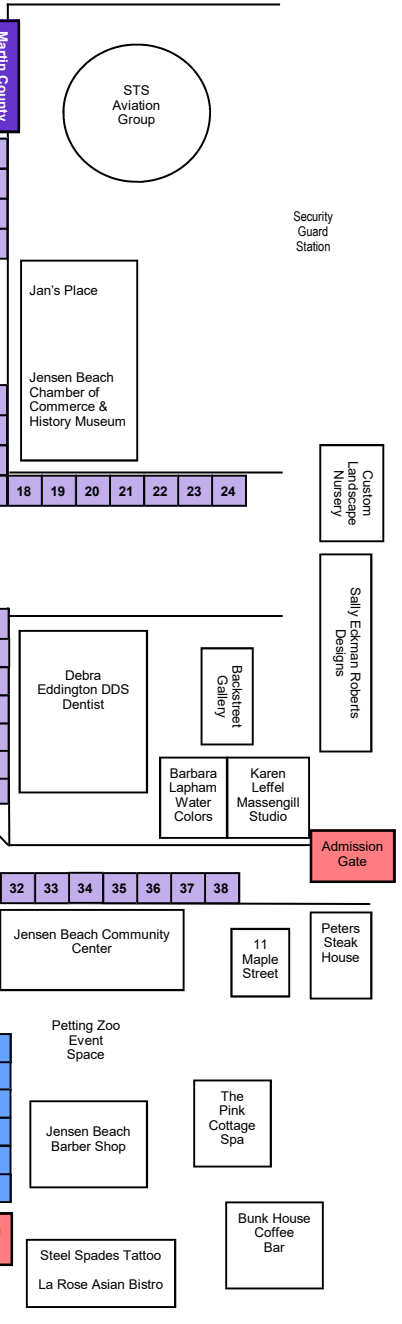 Martin County
STS
Aviation
Group
Security
Guard
Station
Jan's Place
Jensen Beach
Chamber of
Commerce &
History Museum
18 19 20 21 22 23 24
Custom
Landscape
Nursery
Sally Eckman Roberts
Designs
Debra
Eddington DDS
Dentist
Backstreet
Gallery
Barbara
Lapham
Water
Colors
Karen
Leffel
Massengill
Studio
Admission
Gate
32 33 34 35 36 37 38
Jensen Beach Community
Center
11
Maple
Street
Peters
Steak
House
Petting Zoo
Event
Space
The
Pink
Cottage
Spa
Jensen Beach
Barber Shop
Bunk House
Coffee
Bar
Steel Spades Tattoo
La Rose Asian Bistro